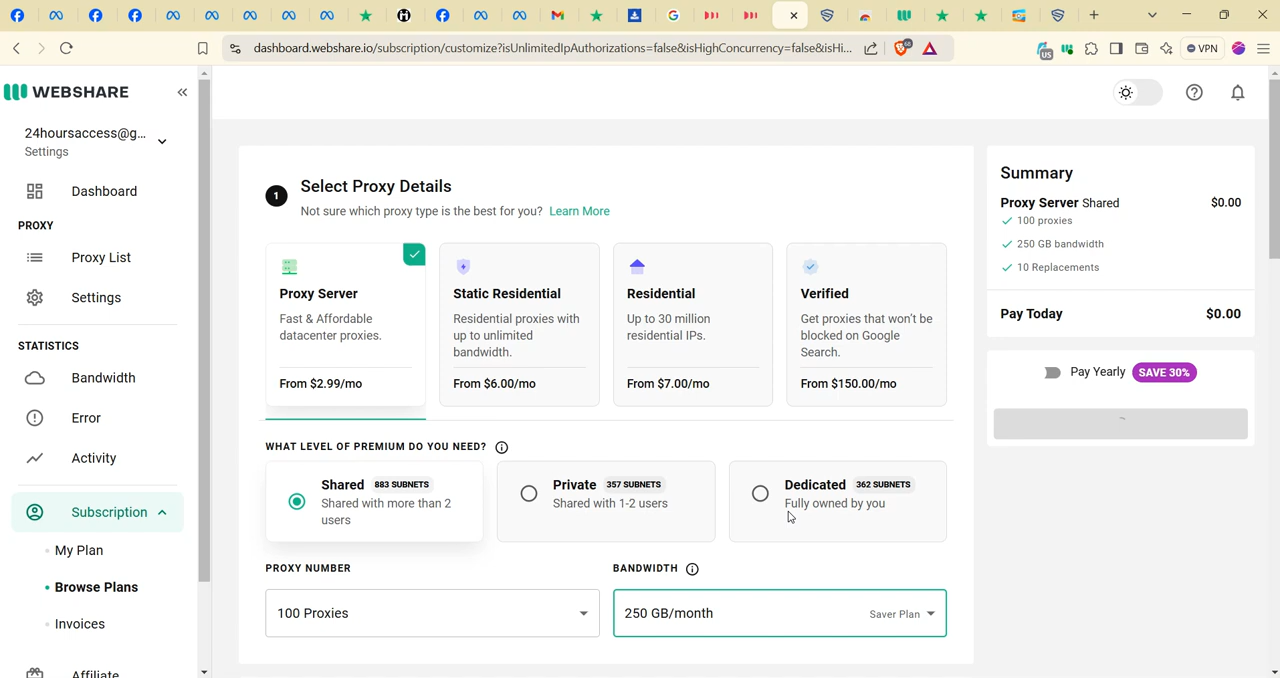 dashboard.webshare.io/subscription/customize?isUnlimitedIpAuthorizations=false&isHighConcurrency=false&isHi...
68
VPN
US
WEBSHARE
24hoursaccess@g...
Settings
Dashboard
PROXY
Proxy List
Settings
STATISTICS
Bandwidth
Error
Activity
Subscription
My Plan
Browse Plans
Invoices
Affiliate
1
Select Proxy Details
Not sure which proxy type is the best for you? Learn More
Proxy Server
Fast & Affordable
datacenter proxies.
From $2.99/mo
Static Residential
Residential proxies with
up to unlimited
bandwidth.
From $6.00/mo
Residential
Up to 30 million
residential IPs.
From $7.00/mo
Verified
Get proxies that won't be
blocked on Google
Search.
From $150.00/mo
WHAT LEVEL OF PREMIUM DO YOU NEED?
Shared 883 SUBNETS
Shared with more than 2
users
Private 357 SUBNETS
Shared with 1-2 users
Dedicated 362 SUBNETS
Fully owned by you
PROXY NUMBER
100 Proxies
BANDWIDTH
250 GB/month Saver Plan
Summary
Proxy Server Shared $0.00
100 proxies
250 GB bandwidth
10 Replacements
Pay Today $0.00
Pay Yearly SAVE 30%